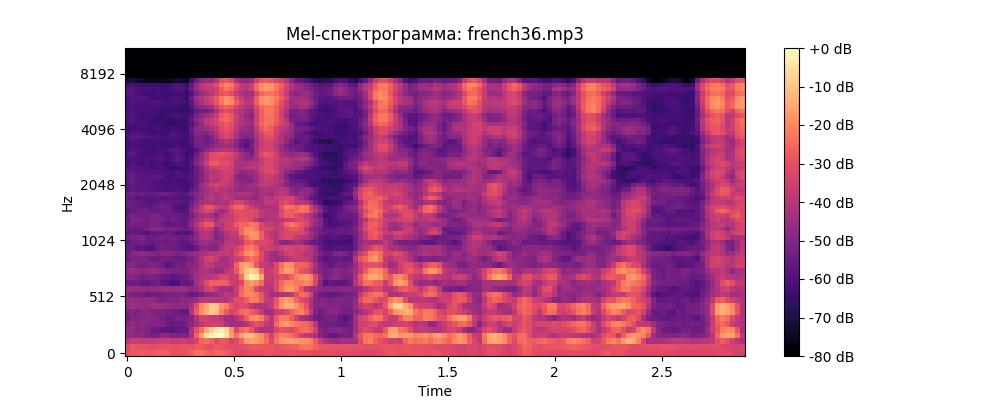 Mel-спектрограмма: french36.mp3
Hz
8192
4096
2048
1024
512
0
0
0.5
1
1.5
2
2.5
Time
+0 dB
-10 dB
-20 dB
-30 dB
-40 dB
-50 dB
-60 dB
-70 dB
-80 dB